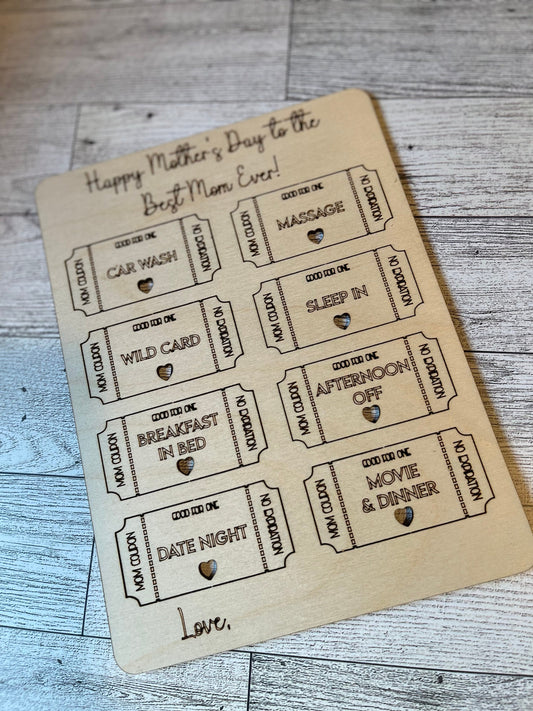 Happy Mother's Day to the
Best Mom Ever!
MOM COUPON
GOOD FOR ONE
CAR WASH
NO EXPIRATION
MOM COUPON
GOOD FOR ONE
MASSAGE
NO EXPIRATION
MOM COUPON
GOOD FOR ONE
WILD CARD
NO EXPIRATION
MOM COUPON
GOOD FOR ONE
SLEEP IN
NO EXPIRATION
MOM COUPON
GOOD FOR ONE
BREAKFAST
IN BED
NO EXPIRATION
MOM COUPON
GOOD FOR ONE
AFTERNOON
OFF
NO EXPIRATION
MOM COUPON
GOOD FOR ONE
DATE NIGHT
NO EXPIRATION
MOM COUPON
GOOD FOR ONE
MOVIE
& DINNER
NO EXPIRATION
Love,